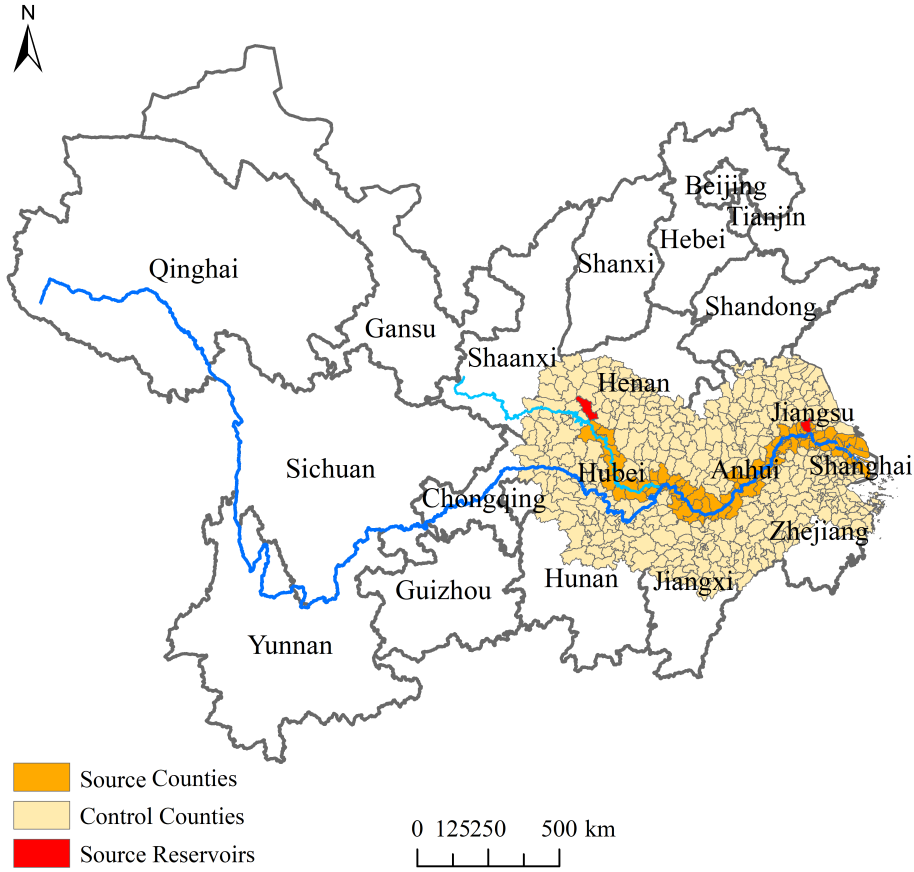 N
Beijing
Tianjin
Hebei
Shanxi
Qinghai
Shandong
Gansu
Shaanxi
Henan
Jiangsu
Shanghai
Sichuan
Hubei
Anhui
Chongqing
Zhejiang
Hunan
Jiangxi
Guizhou
Yunnan
Source Counties
Control Counties
Source Reservoirs
0 125250 500 km